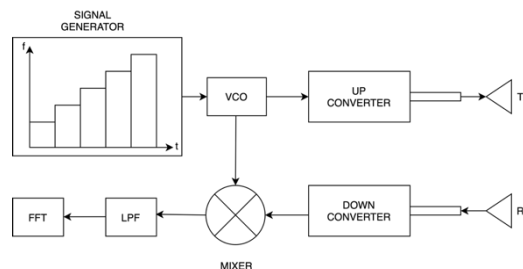 SIGNAL
GENERATOR
f
t
VCO
UP
CONVERTER
T
FFT
LPF
MIXER
DOWN
CONVERTER
R